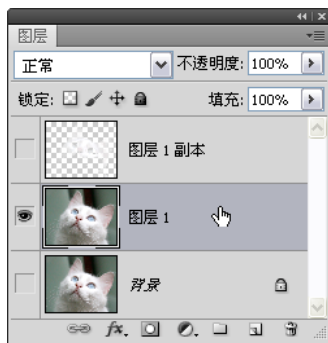 图层
正常
不透明度: 100%
锁定:
填充: 100%
图层 1 副本
图层 1
背景
fx.